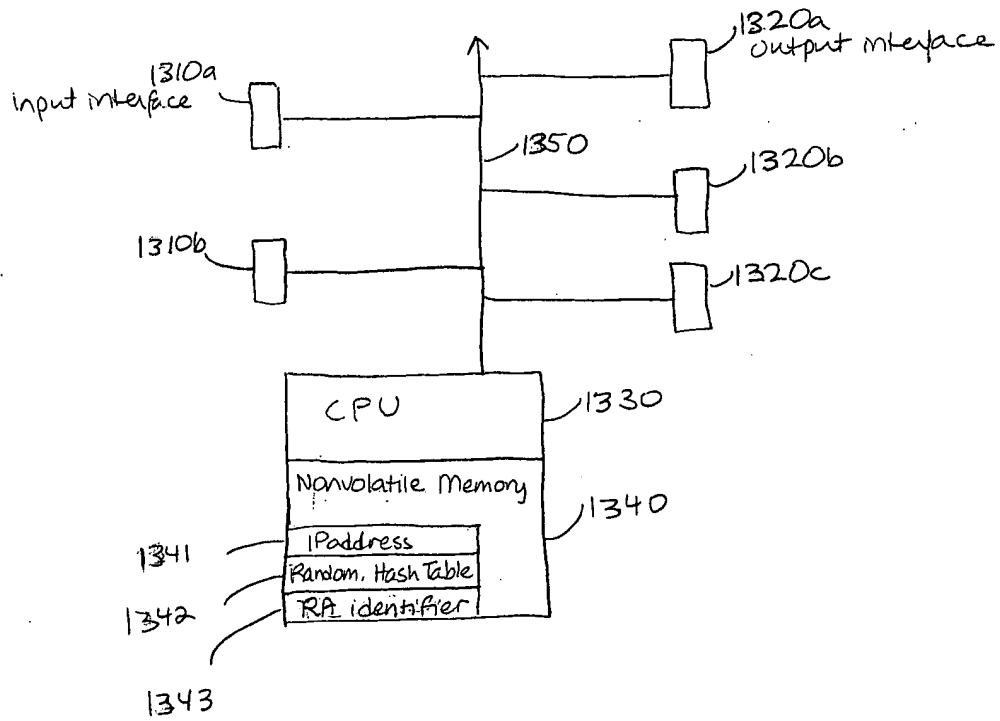 1320a
output interface
1310a
input interface
1350
1320b
1310b
1320c
CPU
1330
Nonvolatile Memory
1340
IPaddress
1341
Random. Hash Table
1342
RA identifier
1343